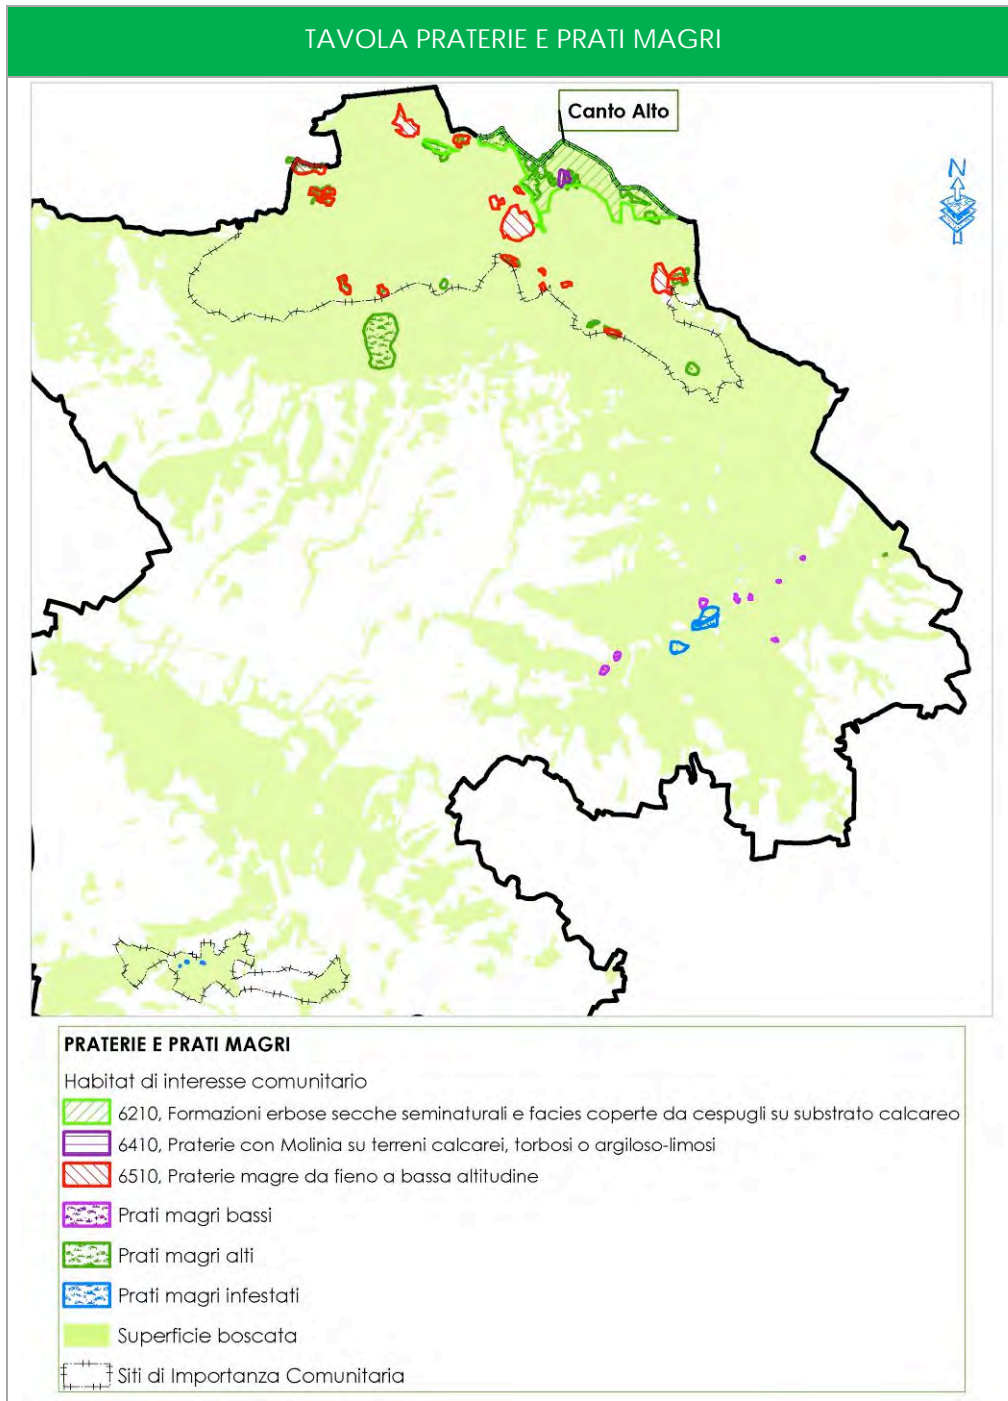 TAVOLA PRATERIE E PRATI MAGRI
Canto Alto
N
PRATERIE E PRATI MAGRI
Habitat di interesse comunitario
6210, Formazioni erbose secche seminaturali e facies coperte da cespugli su substrato calcareo
6410, Praterie con Molinia su terreni calcarei, torbosi o argiloso-limosi
6510, Praterie magre da fieno a bassa altitudine
Prati magri bassi
Prati magri alti
Prati magri infestati
Superficie boscata
Siti di Importanza Comunitaria